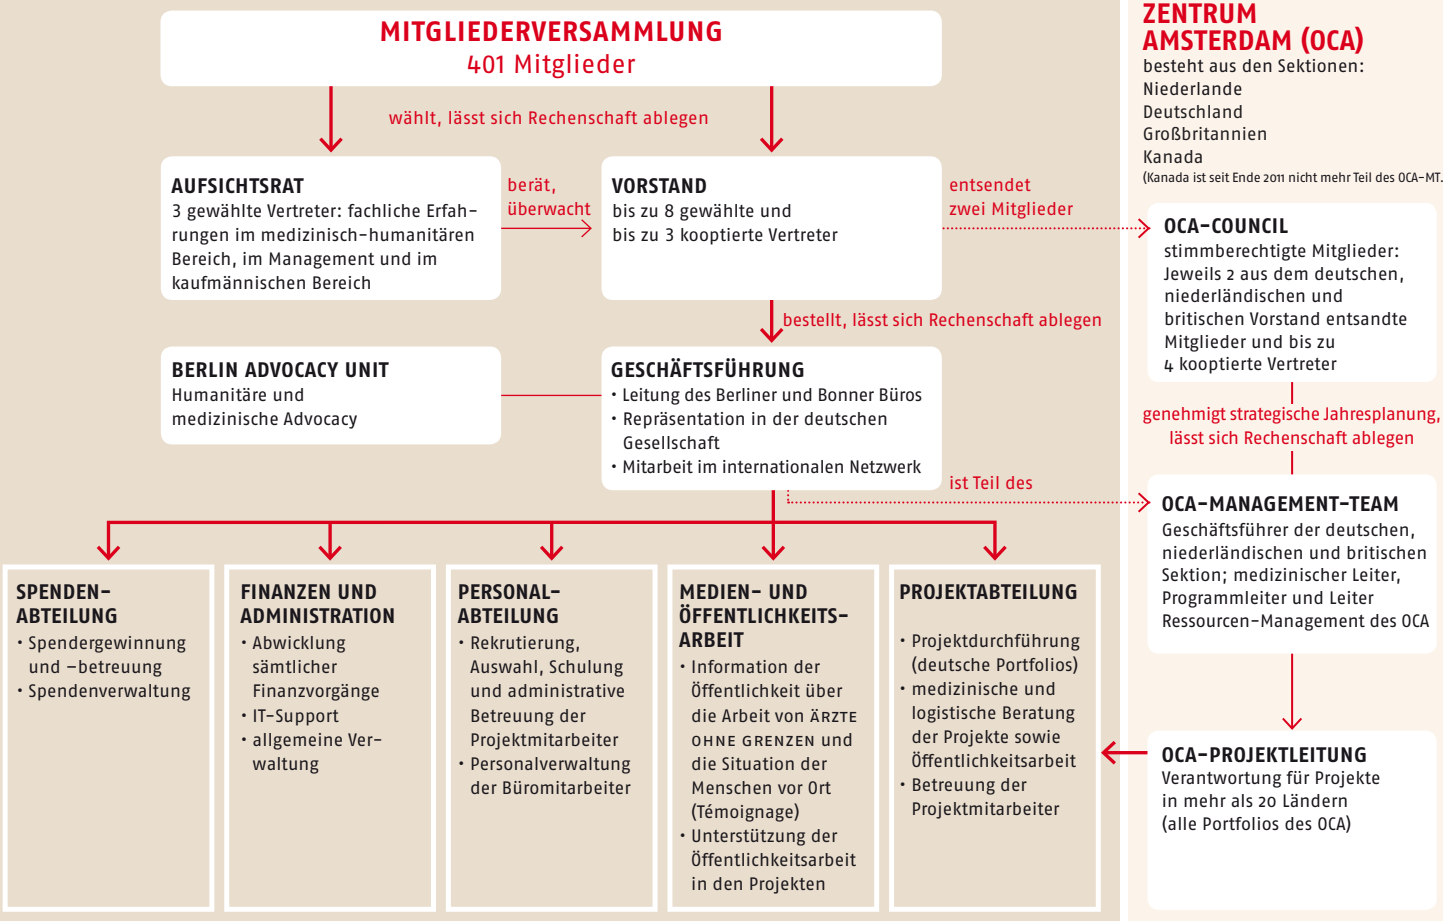 MITGLIEDERVERSAMMLUNG
401 Mitglieder
wählt, lässt sich Rechenschaft ablegen
AUFSICHTSRAT
3 gewählte Vertreter: fachliche Erfah-
rungen im medizinisch-humanitären
Bereich, im Management und im
kaufmännischen Bereich
berät,
überwacht
VORSTAND
bis zu 8 gewählte und
bis zu 3 kooptierte Vertreter
entsendet
zwei Mitglieder
bestellt, lässt sich Rechenschaft ablegen
BERLIN ADVOCACY UNIT
Humanitäre und
medizinische Advocacy
GESCHÄFTSFÜHRUNG
• Leitung des Berliner und Bonner Büros
• Repräsentation in der deutschen
Gesellschaft
• Mitarbeit im internationalen Netzwerk
ist Teil des
SPENDEN-
ABTEILUNG
• Spendergewinnung
und –betreuung
• Spendenverwaltung
FINANZEN UND
ADMINISTRATION
• Abwicklung
sämtlicher
Finanzvorgänge
• IT-Support
• allgemeine Ver-
waltung
PERSONAL-
ABTEILUNG
• Rekrutierung,
Auswahl, Schulung
und administrative
Betreuung der
Projektmitarbeiter
• Personalverwaltung
der Büromitarbeiter
MEDIEN- UND
ÖFFENTLICHKEITS-
ARBEIT
• Information der
Öffentlichkeit über
die Arbeit von ÄRZTE
OHNE GRENZEN und
die Situation der
Menschen vor Ort
(Témoignage)
• Unterstützung der
Öffentlichkeitsarbeit
in den Projekten
PROJEKTABTEILUNG
• Projektdurchführung
(deutsche Portfolios)
• medizinische und
logistische Beratung
der Projekte sowie
Öffentlichkeitsarbeit
• Betreuung der
Projektmitarbeiter
ZENTRUM
AMSTERDAM (OCA)
besteht aus den Sektionen:
Niederlande
Deutschland
Großbritannien
Kanada
(Kanada ist seit Ende 2011 nicht mehr Teil des OCA-MT.
OCA-COUNCIL
stimmberechtigte Mitglieder:
Jeweils 2 aus dem deutschen,
niederländischen und
britischen Vorstand entsandte
Mitglieder und bis zu
4 kooptierte Vertreter
genehmigt strategische Jahresplanung,
lässt sich Rechenschaft ablegen
OCA-MANAGEMENT-TEAM
Geschäftsführer der deutschen,
niederländischen und britischen
Sektion; medizinischer Leiter,
Programmleiter und Leiter
Ressourcen-Management des OCA
OCA-PROJEKTLEITUNG
Verantwortung für Projekte
in mehr als 20 Ländern
(alle Portfolios des OCA)